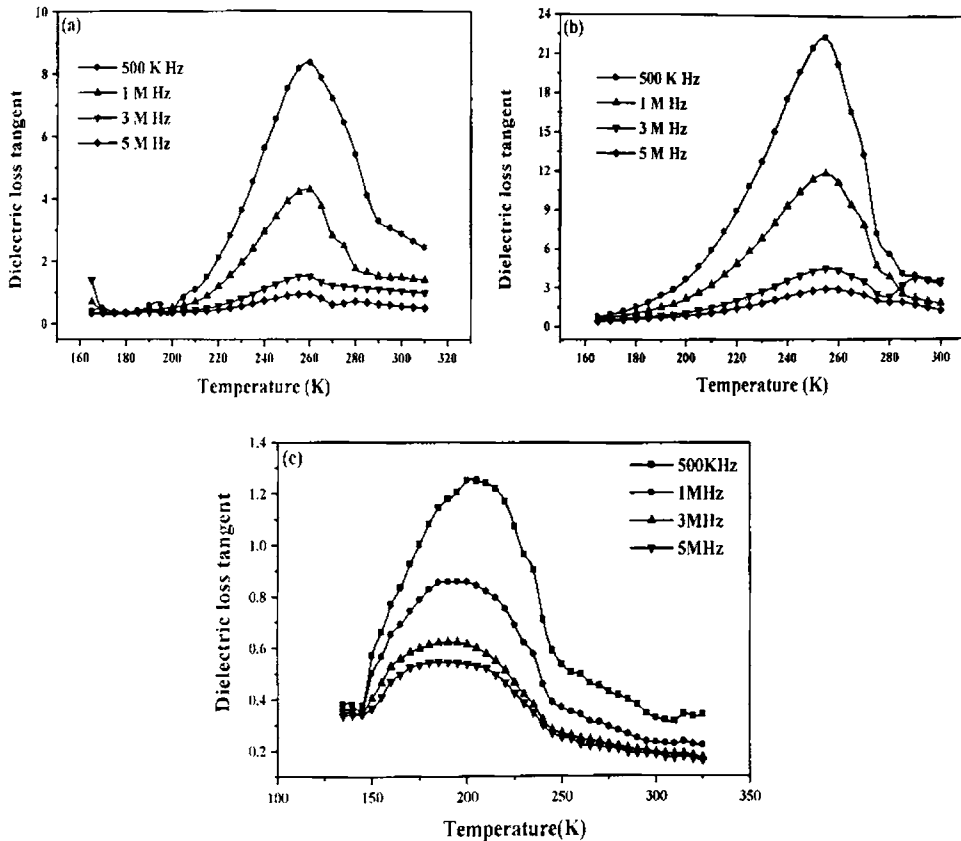 (a)
10
8
6
4
2
0
Dielectric loss tangent
500 K Hz
1 M Hz
3 M Hz
5 M Hz
160 180 200 220 240 260 280 300 320
Temperature (K)
(b)
24
21
18
15
12
9
6
3
0
Dielectric loss tangent
500 K Hz
1 M Hz
3 M Hz
5 M Hz
160 180 200 220 240 260 280 300
Temperature (K)
(c)
1.4
1.2
1.0
0.8
0.6
0.4
0.2
Dielectric loss tangent
500KHz
1MHz
3MHz
5MHz
100 150 200 250 300 350
Temperature(K)